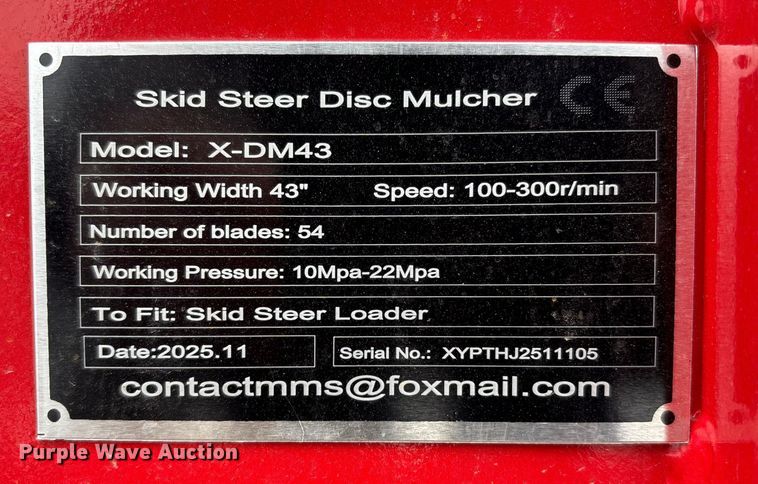 Skid Steer Disc Mulcher CE
Model: X-DM43
Working Width 43" Speed: 100-300r/min
Number of blades: 54
Working Pressure: 10Mpa-22Mpa
To Fit: Skid Steer Loader
Date:2025.11 Serial No.: XYPTHJ2511105
contactmms@foxmail.com
Purple Wave Auction